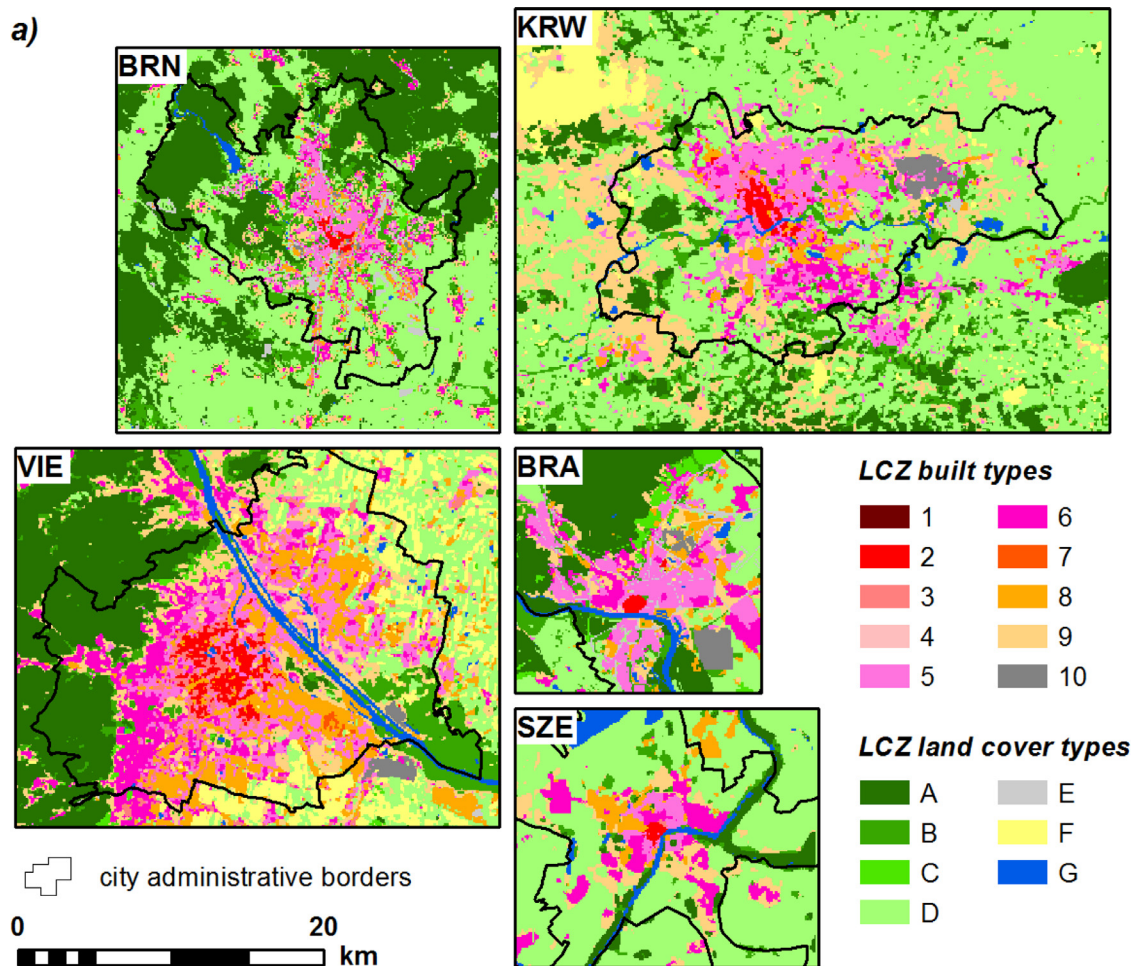 a)
BRN
KRW
VIE
BRA
LCZ built types
1 6
2 7
3 8
4 9
5 10
SZE
LCZ land cover types
A E
B F
C G
D
city administrative borders
0 20
km